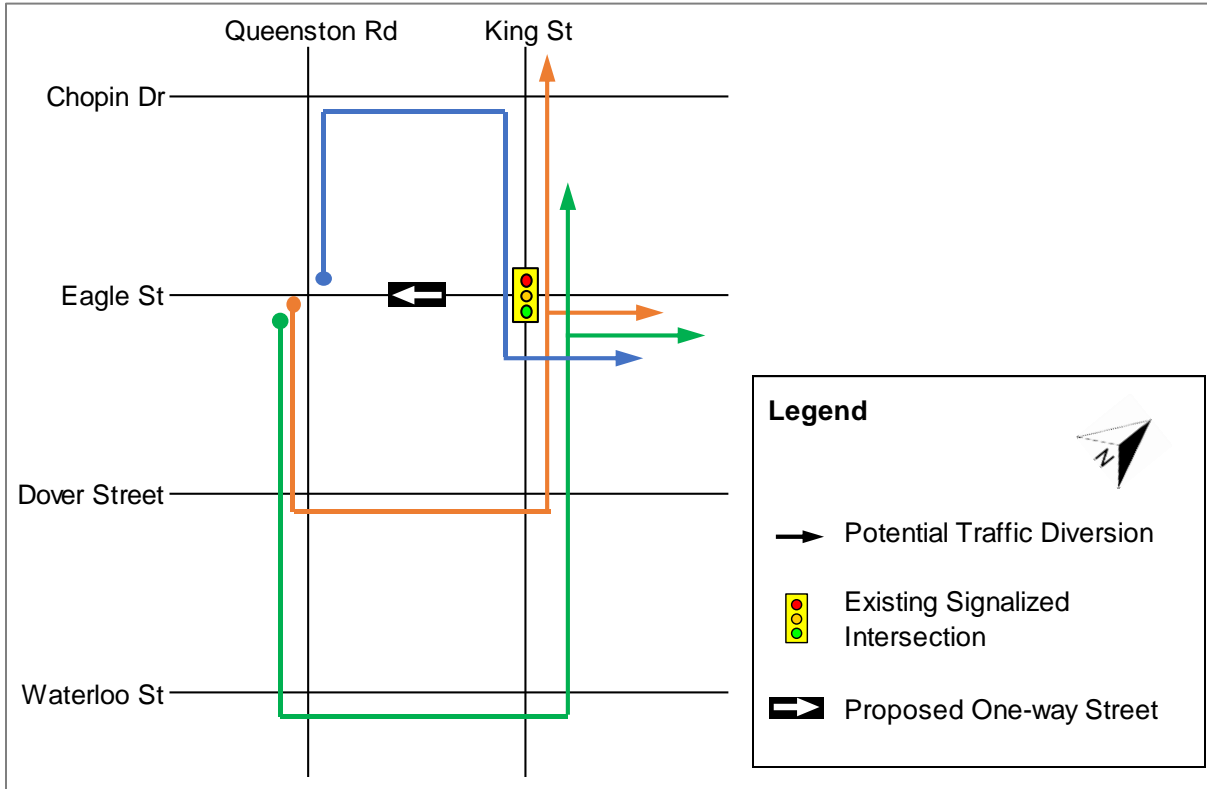 Queenston Rd
King St
Chopin Dr
Eagle St
Dover Street
Waterloo St
Legend
N
Potential Traffic Diversion
Existing Signalized
Intersection
Proposed One-way Street